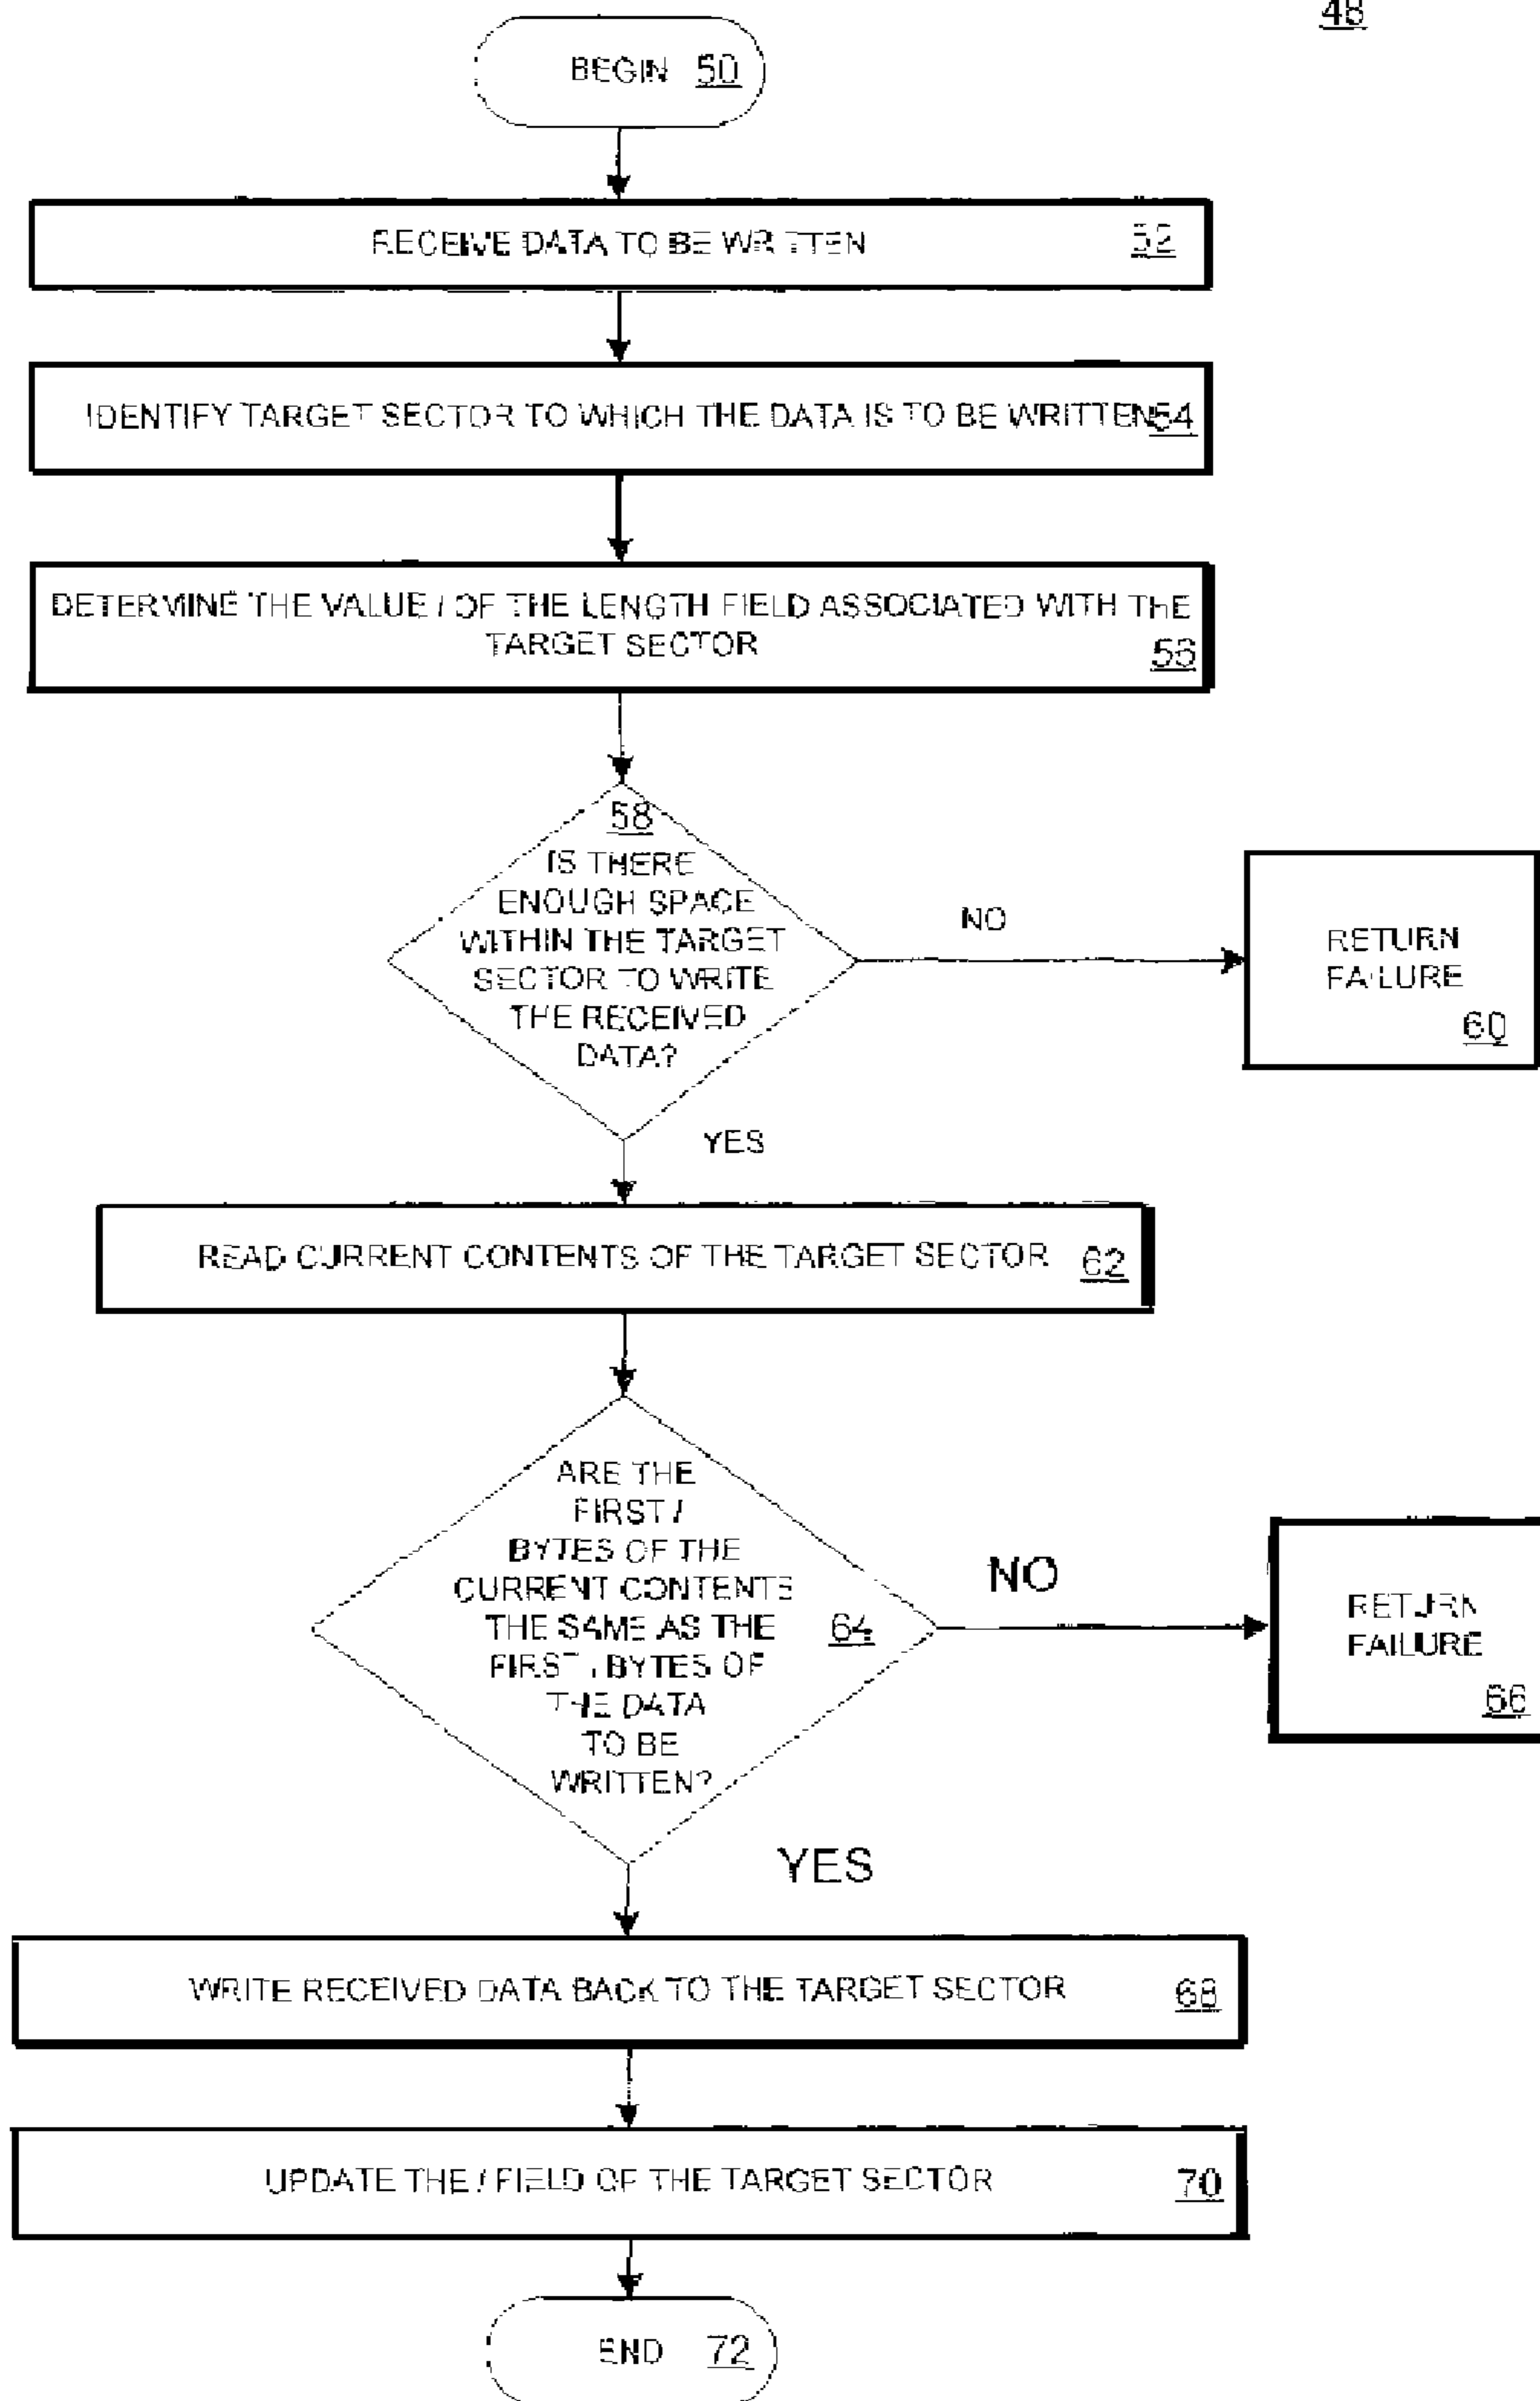 48
BEGIN 50
RECEIVE DATA TO BE WRITTEN 52
IDENTIFY TARGET SECTOR TO WHICH THE DATA IS TO BE WRITTEN 54
DETERMINE THE VALUE l OF THE LENGTH FIELD ASSOCIATED WITH THE
TARGET SECTOR 56
58
IS THERE
ENOUGH SPACE
WITHIN THE TARGET
SECTOR TO WRITE
THE RECEIVED
DATA?
NO
RETURN
FAILURE
60
YES
READ CURRENT CONTENTS OF THE TARGET SECTOR 62
ARE THE
FIRST l
BYTES OF THE
CURRENT CONTENTS
THE SAME AS THE 64
FIRST l BYTES OF
THE DATA
TO BE
WRITTEN?
NO
RETURN
FAILURE
66
YES
WRITE RECEIVED DATA BACK TO THE TARGET SECTOR 68
UPDATE THE l FIELD OF THE TARGET SECTOR 70
END 72